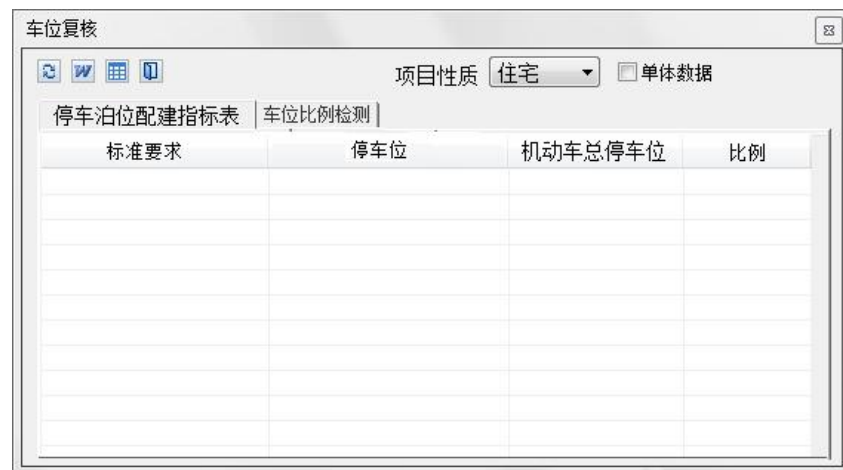 车位复核
W 项目性质 住宅 单体数据
停车泊位配建指标表 车位比例检测
标准要求 停车位 机动车总停车位 比例